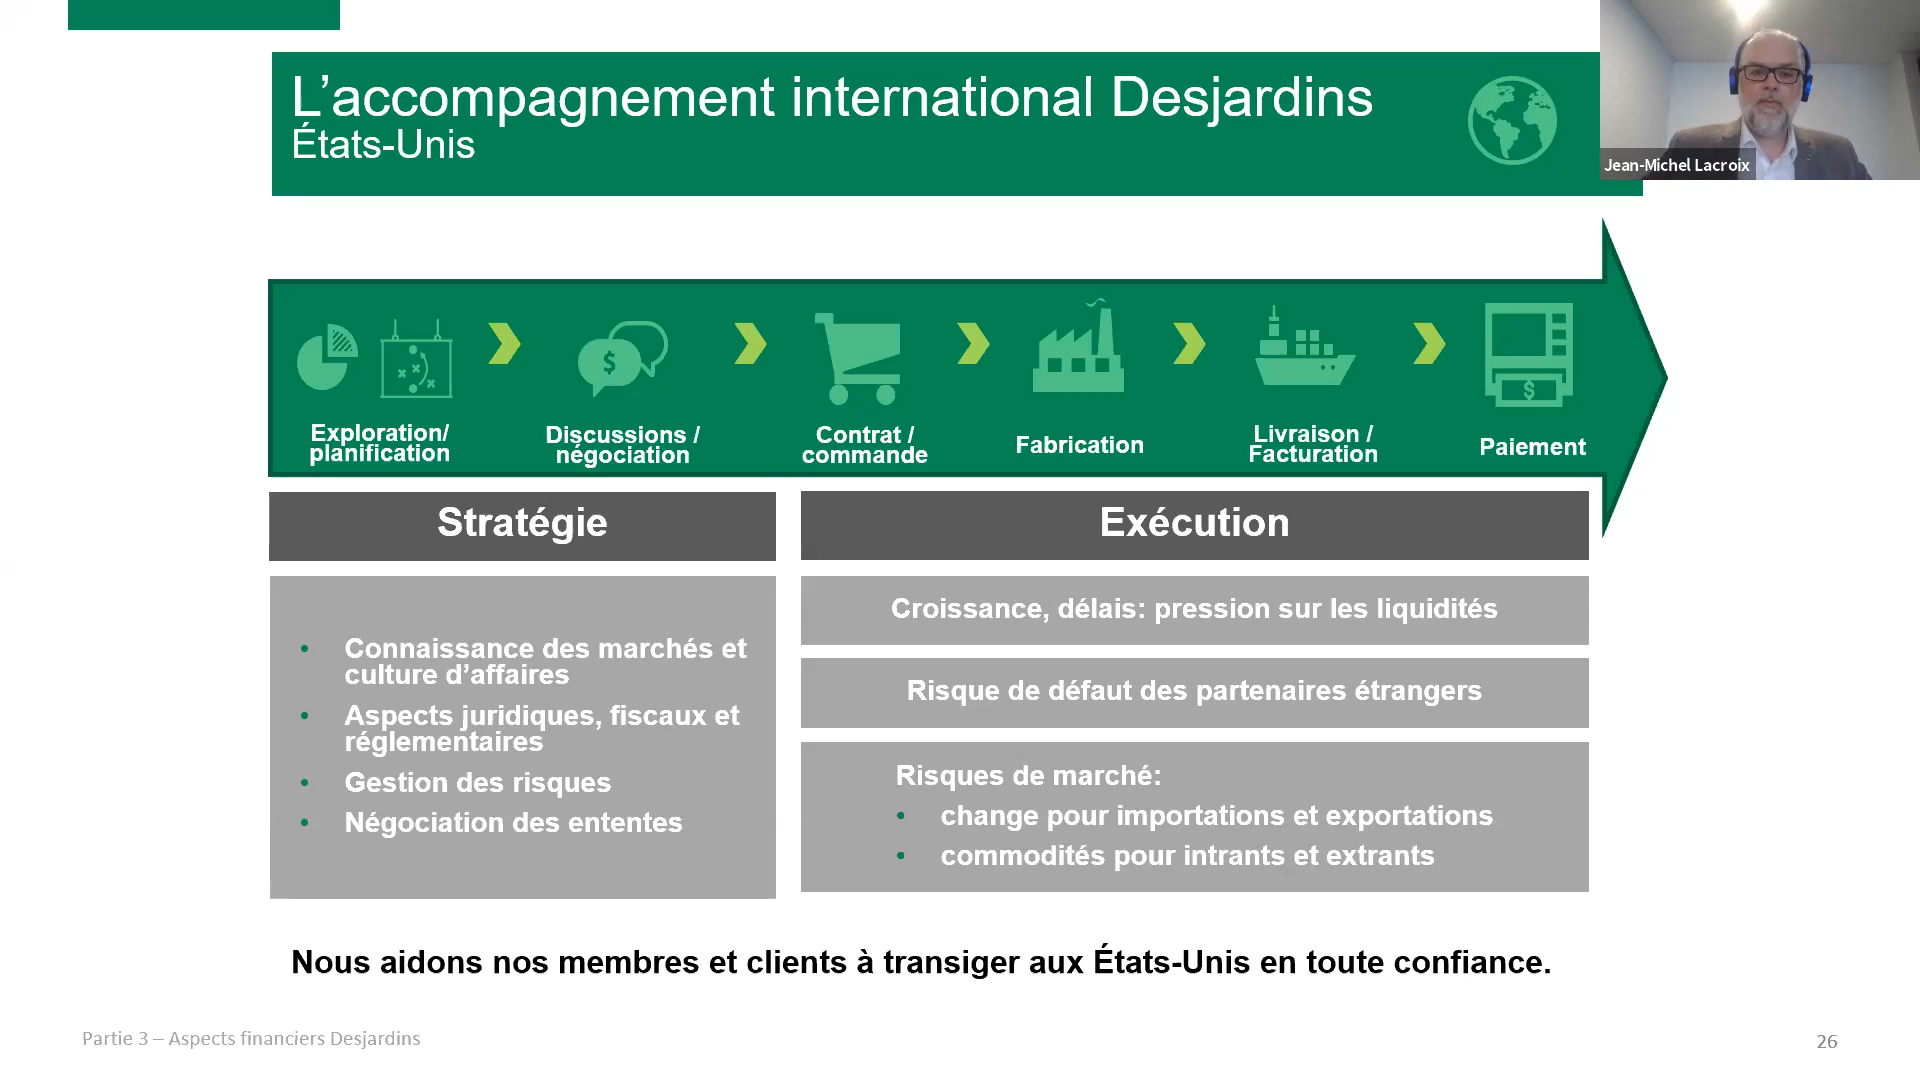 L’accompagnement international Desjardins
États-Unis
Jean-Michel Lacroix
Exploration/
planification
Discussions /
négociation
Contrat /
commande
Fabrication
Livraison /
Facturation
Paiement
Stratégie
• Connaissance des marchés et
culture d’affaires
• Aspects juridiques, fiscaux et
réglementaires
• Gestion des risques
• Négociation des ententes
Exécution
Croissance, délais: pression sur les liquidités
Risque de défaut des partenaires étrangers
Risques de marché:
• change pour importations et exportations
• commodités pour intrants et extrants
Nous aidons nos membres et clients à transiger aux États-Unis en toute confiance.
Partie 3 – Aspects financiers Desjardins
26